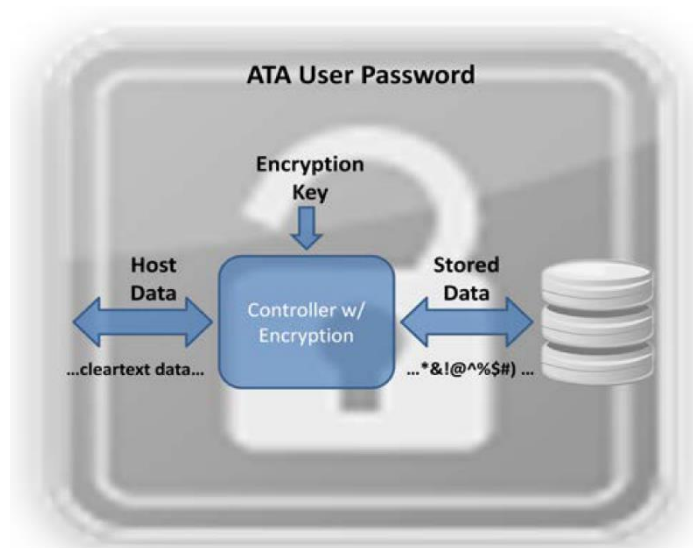 ATA User Password
Encryption
Key
Host
Data
Stored
Data
Controller w/
Encryption
...cleartext data...
...*&!@^%$#) ...